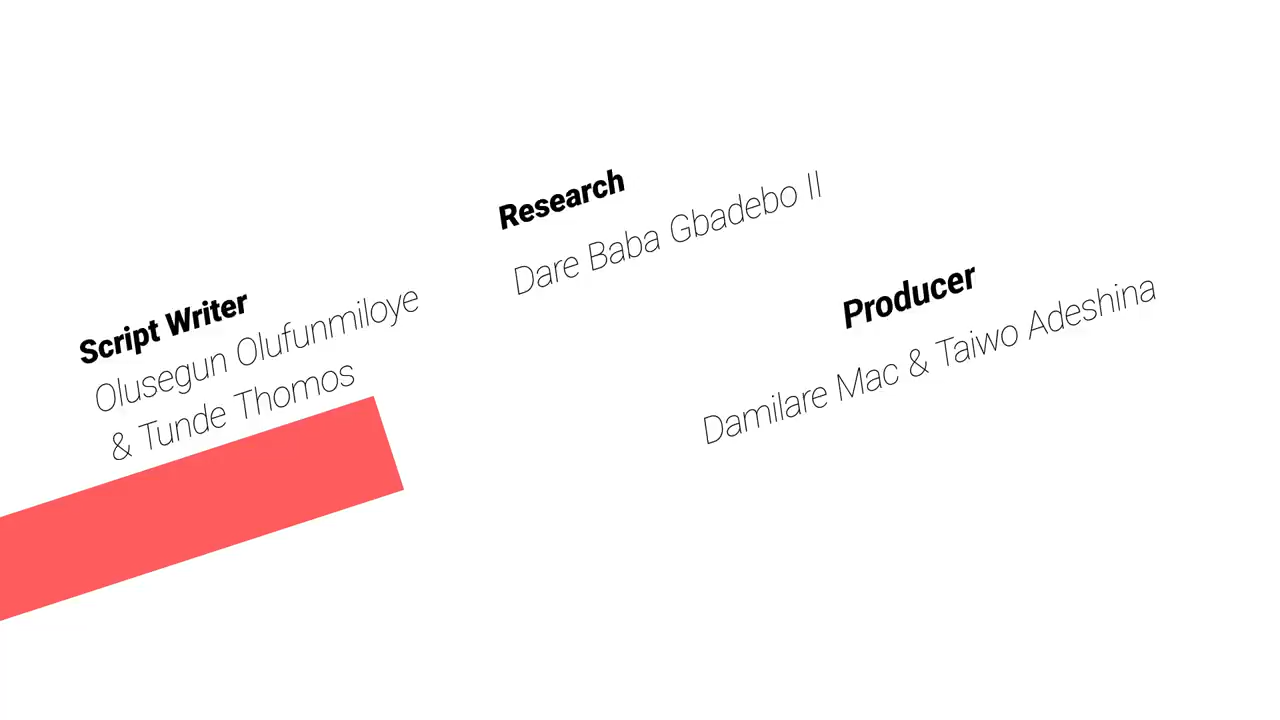 Script Writer
Olusegun Olufunmiloye
& Tunde Thomos
Research
Dare Baba Gbadebo II
Producer
Damilare Mac & Taiwo Adeshina